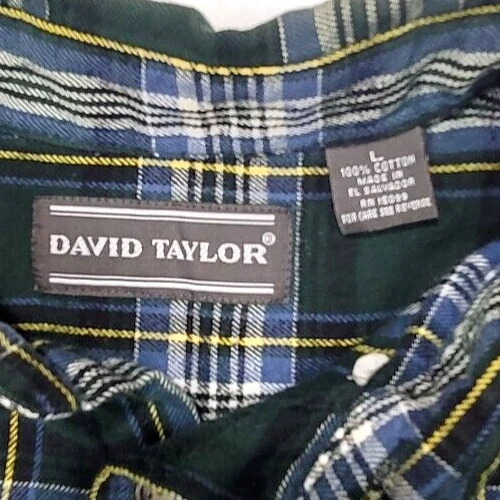 DAVID TAYLOR®
L
100% COTTON
MADE IN
EL SALVADOR
RN 15099
FOR CARE SEE REVERSE